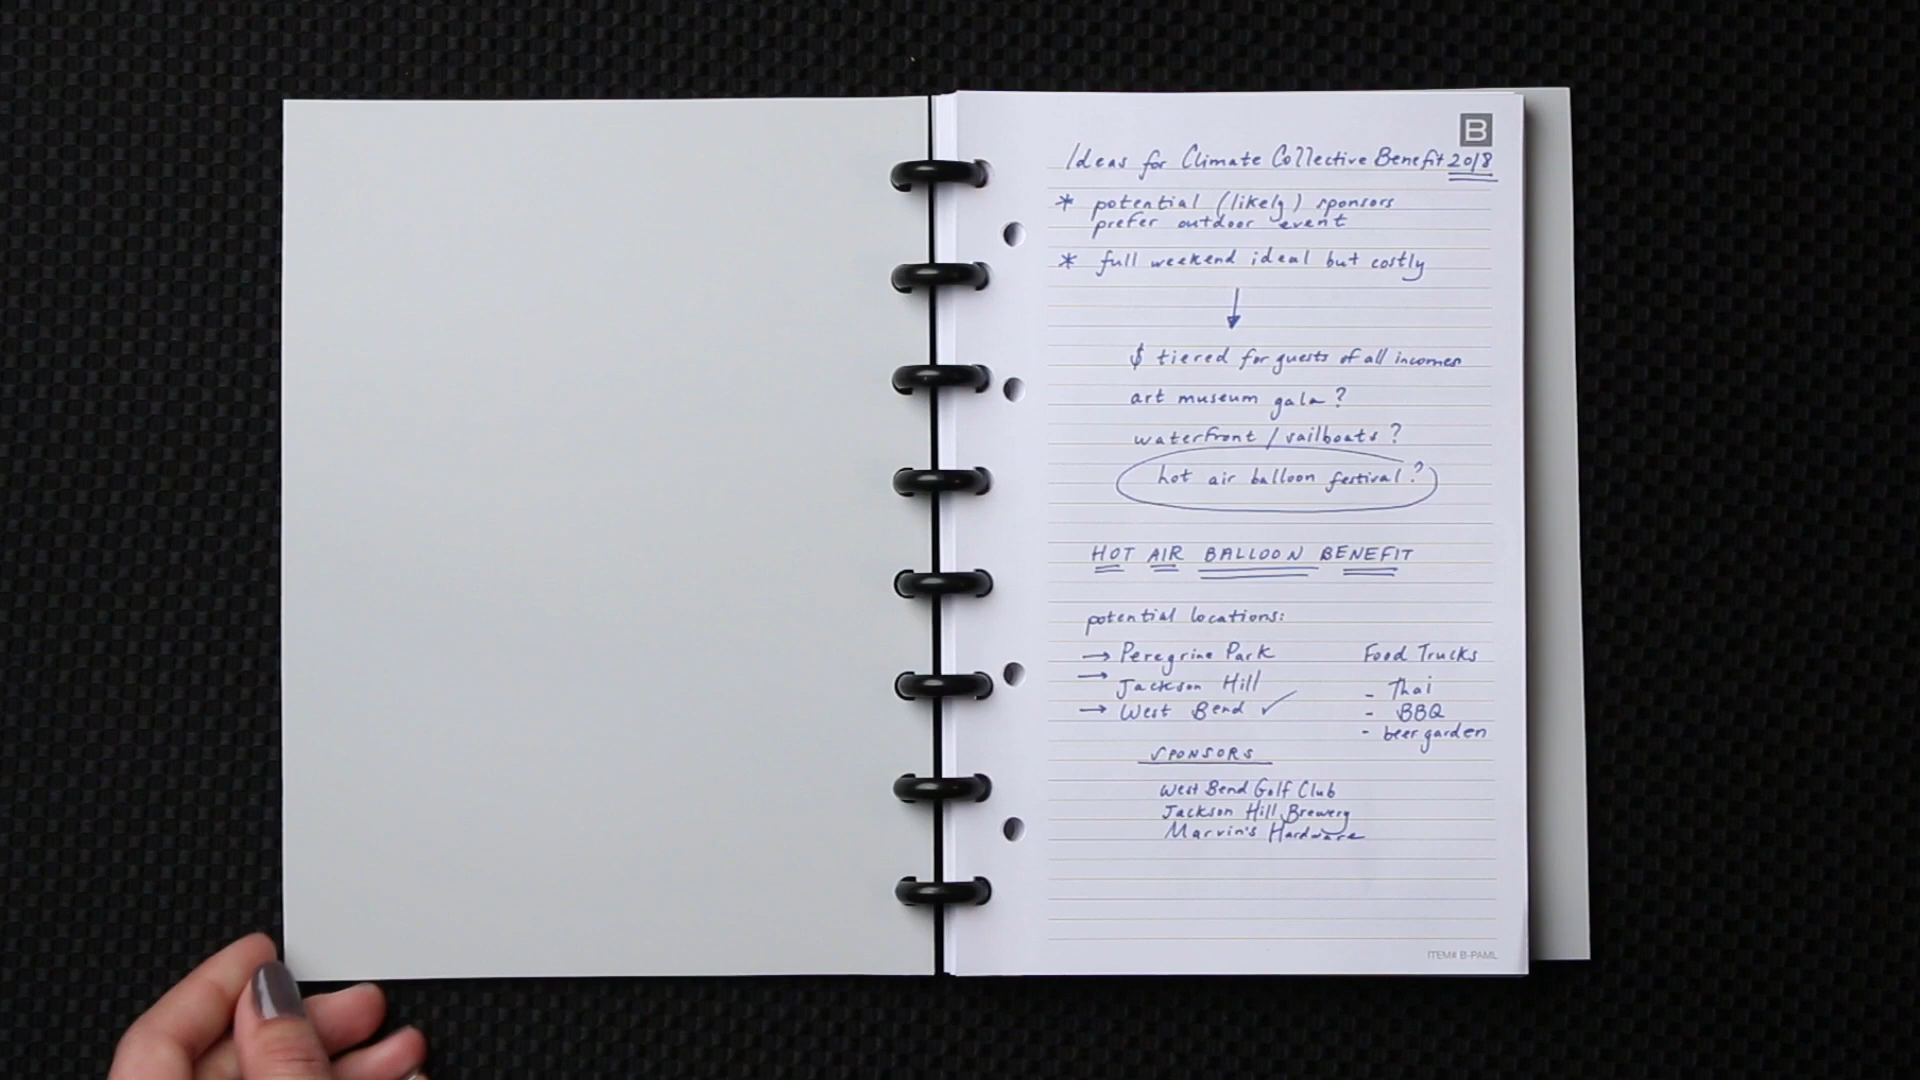 B
Ideas for Climate Collective Benefit 2018
* potential (likely) sponsors
prefer outdoor event
* full weekend ideal but costly
$ tiered for guests of all incomes
art museum gala?
waterfront / sailboats?
hot air balloon festival?
HOT AIR BALLOON BENEFIT
potential locations:
→ Peregrine Park
→ Jackson Hill
→ West Bend ✓
Food Trucks
- Thai
- BBQ
- beer garden
SPONSORS
West Bend Golf Club
Jackson Hill Brewery
Marvin's Hardware
ITEM# B-PAML